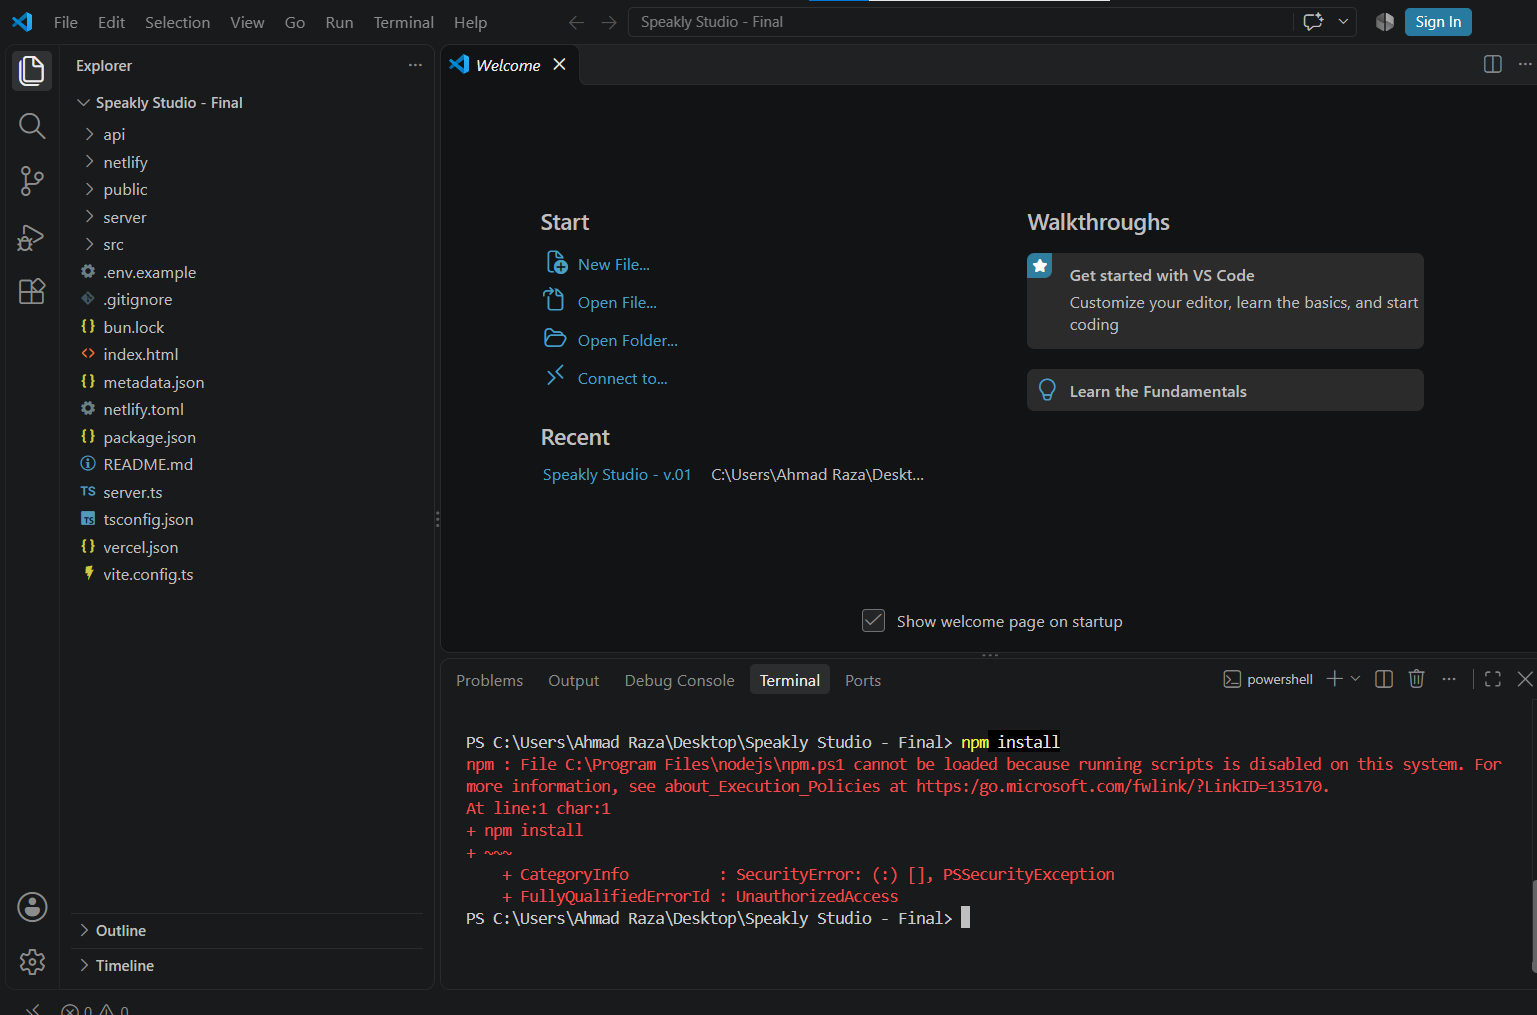 File Edit Selection View Go Run Terminal Help
Speakly Studio - Final
Sign In
Explorer
Speakly Studio - Final
api
netlify
public
server
src
.env.example
.gitignore
bun.lock
index.html
metadata.json
netlify.toml
package.json
README.md
TS server.ts
TS tsconfig.json
vercel.json
vite.config.ts
Outline
Timeline
Welcome
Start
New File...
Open File...
Open Folder...
Connect to...
Recent
Speakly Studio - v.01 C:\Users\Ahmad Raza\Deskt...
Walkthroughs
Get started with VS Code
Customize your editor, learn the basics, and start
coding
Learn the Fundamentals
Show welcome page on startup
Problems Output Debug Console Terminal Ports
powershell
PS C:\Users\Ahmad Raza\Desktop\Speakly Studio - Final> npm install
npm : File C:\Program Files\nodejs\npm.ps1 cannot be loaded because running scripts is disabled on this system. For
more information, see about_Execution_Policies at https:/go.microsoft.com/fwlink/?LinkID=135170.
At line:1 char:1
+ npm install
+ ~~~
    + CategoryInfo          : SecurityError: (:) [], PSSecurityException
    + FullyQualifiedErrorId : UnauthorizedAccess
PS C:\Users\Ahmad Raza\Desktop\Speakly Studio - Final>
0 0